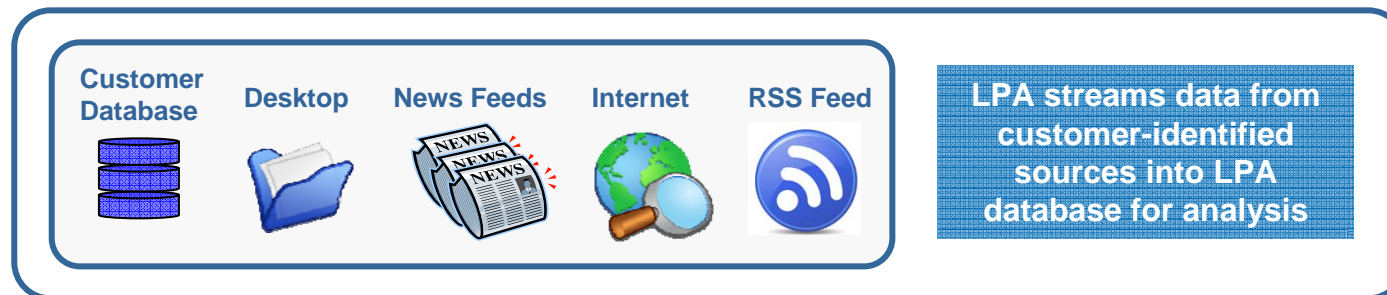 Customer
Database
Desktop
News Feeds
Internet
RSS Feed
NEWS
NEWS
NEWS
LPA streams data from
customer-identified
sources into LPA
database for analysis